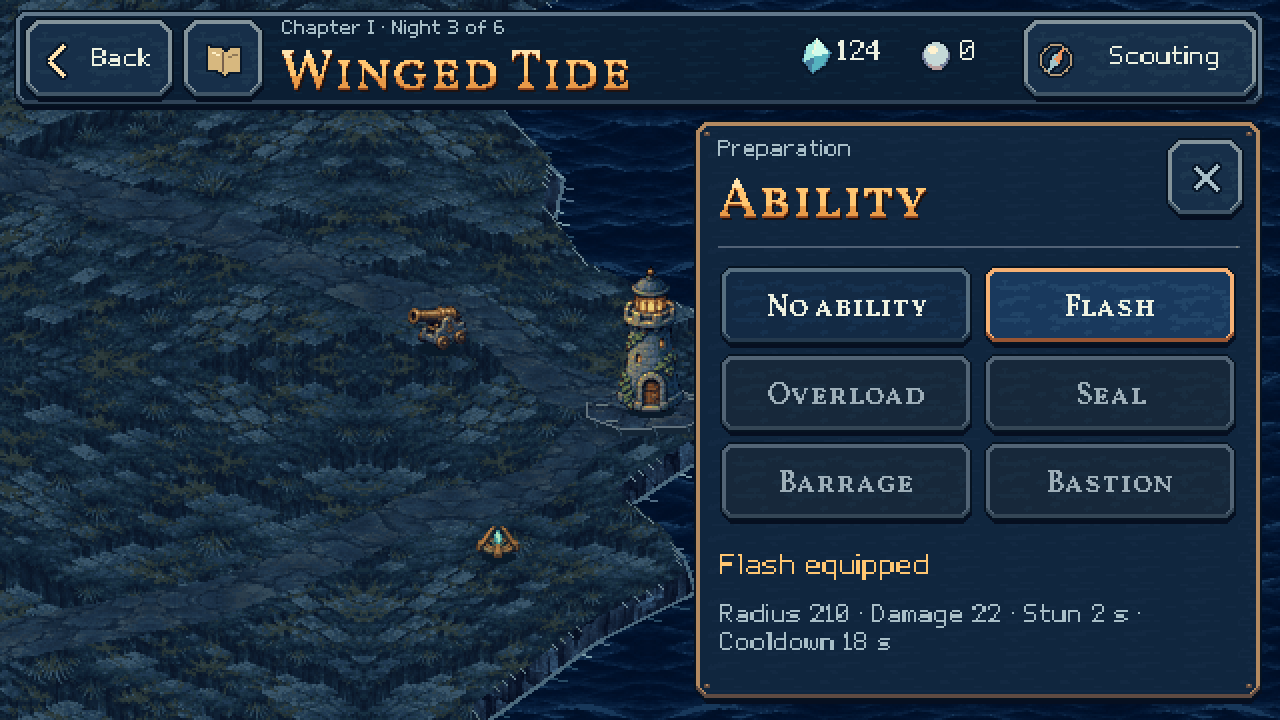 Back
Chapter I · Night 3 of 6
Winged Tide
124
0
Scouting
Preparation
Ability
No ability
Flash
Overload
Seal
Barrage
Bastion
Flash equipped
Radius 210 · Damage 22 · Stun 2 s ·
Cooldown 18 s